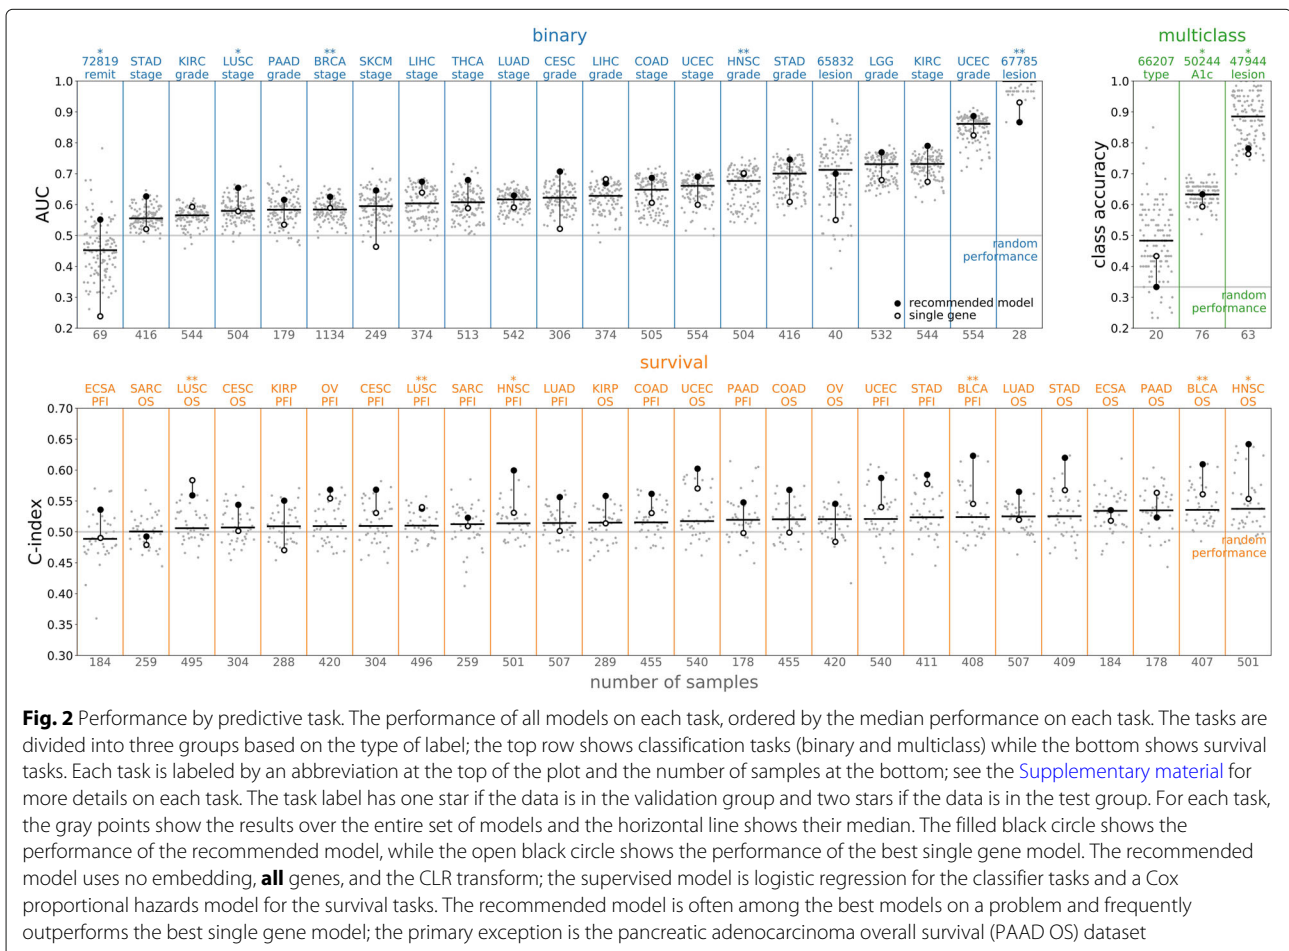 binary
multiclass
* * ** ** ** * *
72819 STAD KIRC LUSC PAAD BRCA SKCM LIHC THCA LUAD CESC LIHC COAD UCEC HNSC STAD 65832 LGG KIRC UCEC 67785 66207 50244 47944
remit stage grade stage grade stage stage stage stage stage grade grade stage stage grade grade lesion grade stage grade lesion type A1c lesion
1.0
0.9
0.8
0.7
0.6
0.5
0.4
0.3
0.2
AUC
random
performance
recommended model
single gene
69 416 544 504 179 1134 249 374 513 542 306 374 505 554 504 416 40 532 544 554 28
1.0
0.9
0.8
0.7
0.6
0.5
0.4
0.3
0.2
class accuracy
random
performance
20 76 63
survival
** ** * ** ** *
ECSA SARC LUSC CESC KIRP OV CESC LUSC SARC HNSC LUAD KIRP COAD UCEC PAAD COAD OV UCEC STAD BLCA LUAD STAD ECSA PAAD BLCA HNSC
PFI OS OS OS PFI PFI PFI PFI PFI PFI PFI OS PFI OS PFI OS OS PFI PFI PFI OS OS OS OS OS OS
0.70
0.65
0.60
0.55
0.50
0.45
0.40
0.35
0.30
C-index
random
performance
184 259 495 304 288 420 304 496 259 501 507 289 455 540 178 455 420 540 411 408 507 409 184 178 407 501
number of samples
Fig. 2 Performance by predictive task. The performance of all models on each task, ordered by the median performance on each task. The tasks are
divided into three groups based on the type of label; the top row shows classification tasks (binary and multiclass) while the bottom shows survival
tasks. Each task is labeled by an abbreviation at the top of the plot and the number of samples at the bottom; see the Supplementary material for
more details on each task. The task label has one star if the data is in the validation group and two stars if the data is in the test group. For each task,
the gray points show the results over the entire set of models and the horizontal line shows their median. The filled black circle shows the
performance of the recommended model, while the open black circle shows the performance of the best single gene model. The recommended
model uses no embedding, all genes, and the CLR transform; the supervised model is logistic regression for the classifier tasks and a Cox
proportional hazards model for the survival tasks. The recommended model is often among the best models on a problem and frequently
outperforms the best single gene model; the primary exception is the pancreatic adenocarcinoma overall survival (PAAD OS) dataset